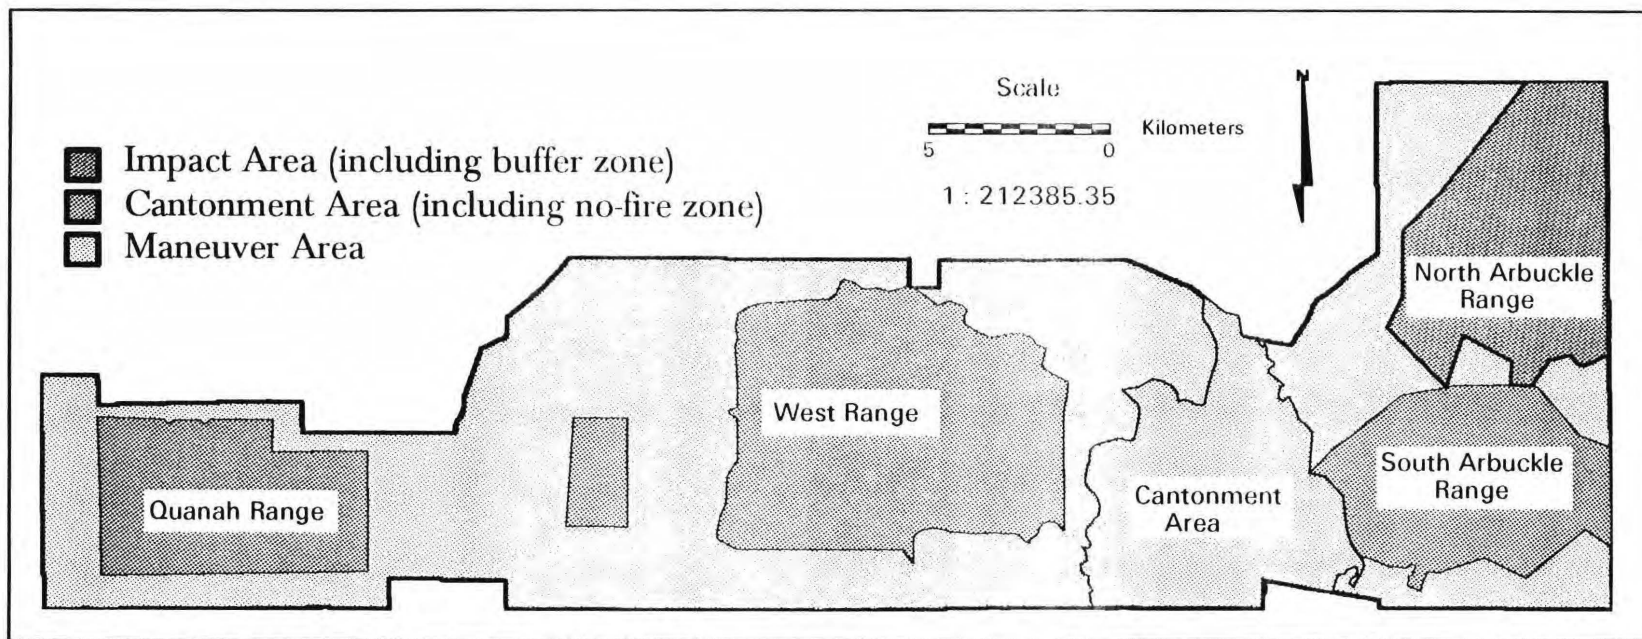 Scale
N
Kilometers
5 0
1 : 212385.35
Impact Area (including buffer zone)
Cantonment Area (including no-fire zone)
Maneuver Area
North Arbuckle
Range
West Range
South Arbuckle
Range
Quanah Range
Cantonment
Area